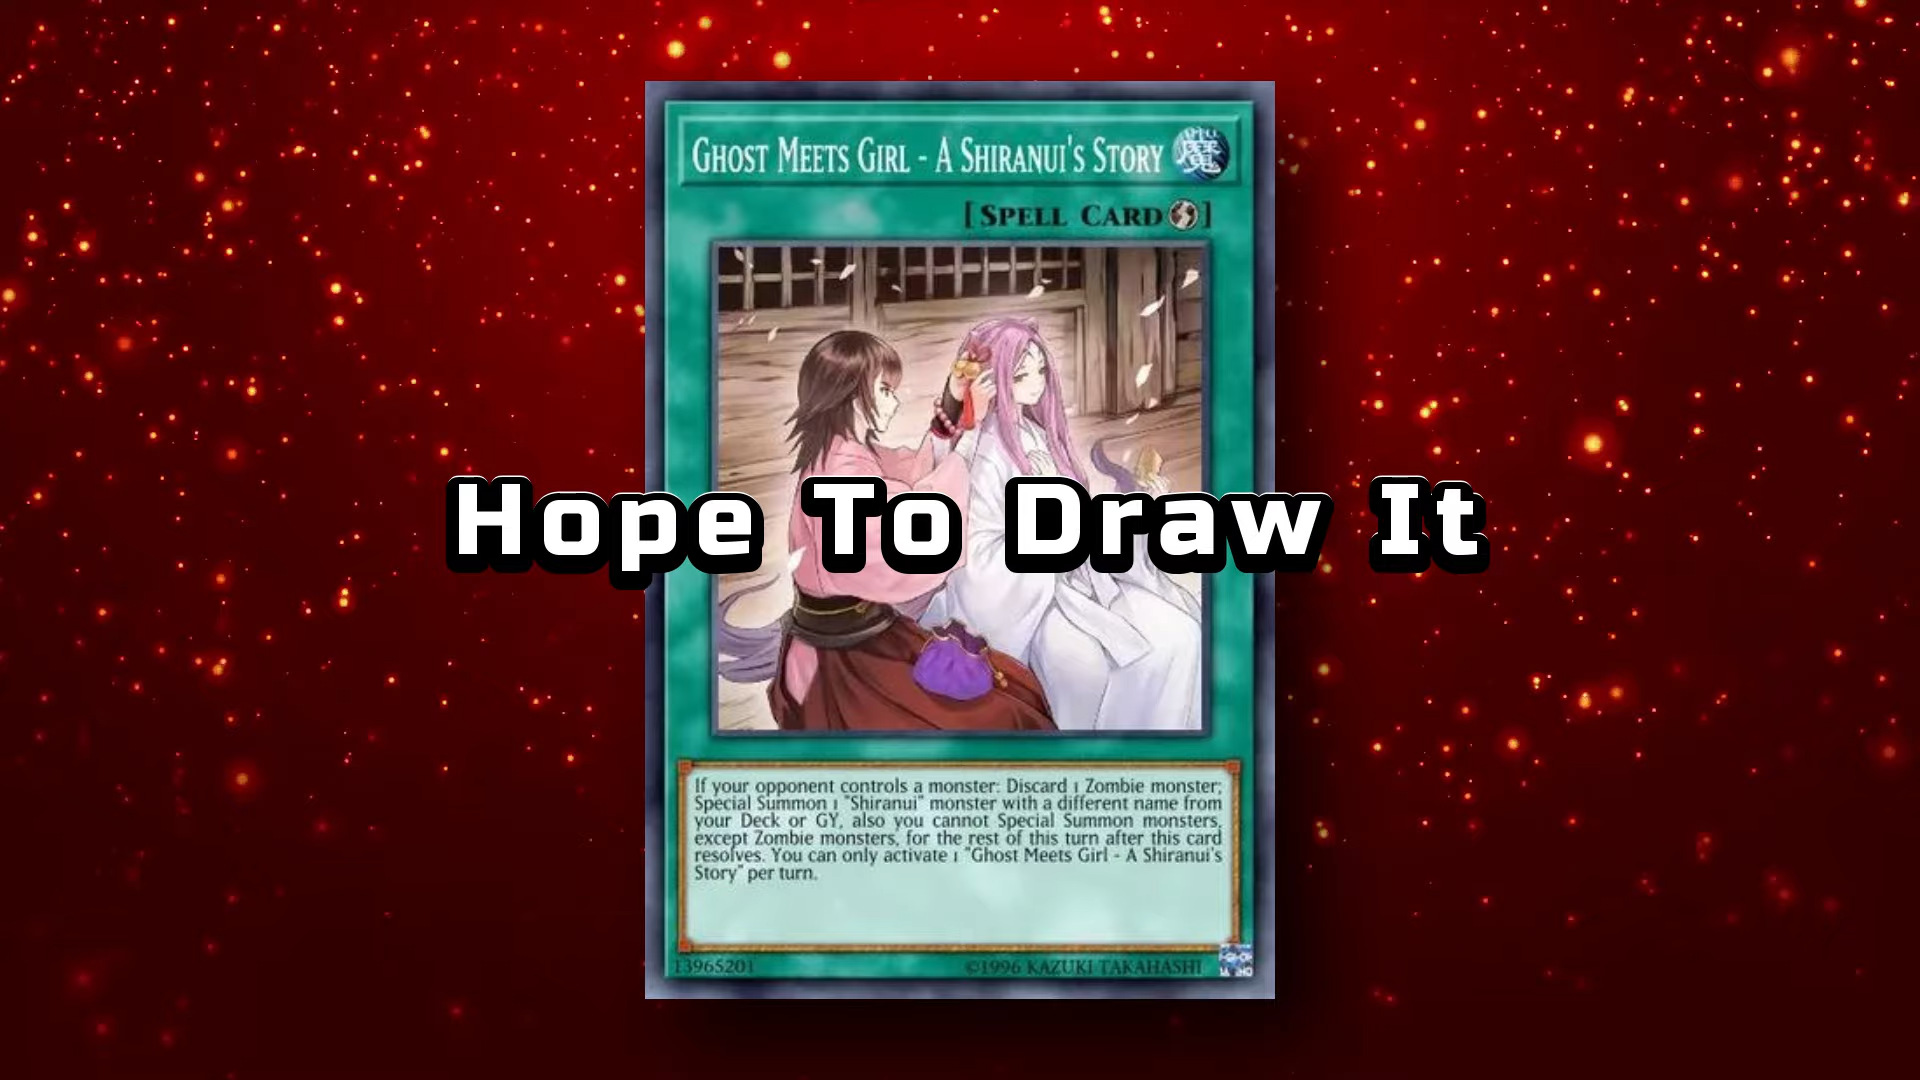 Ghost Meets Girl - A Shiranui's Story
[Spell Card]
Hope To Draw It
If your opponent controls a monster: Discard 1 Zombie monster;
Special Summon 1 "Shiranui" monster with a different name from
your Deck or GY, also you cannot Special Summon monsters,
except Zombie monsters, for the rest of this turn after this card
resolves. You can only activate 1 "Ghost Meets Girl - A Shiranui's
Story" per turn.
13965201
©1996 KAZUKI TAKAHASHI